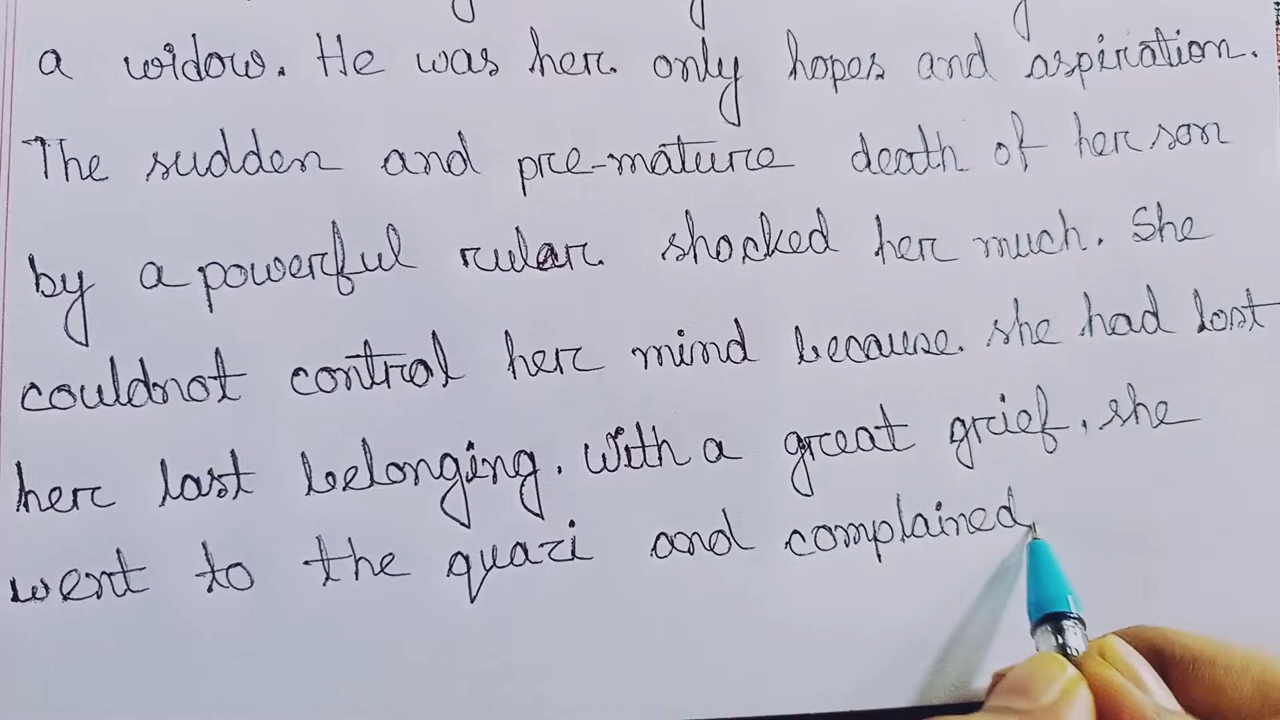 a widow. He was her only hopes and aspiration.
The sudden and pre-mature death of her son
by a powerful rular shocked her much. She
couldnot control her mind because she had lost
her last belonging. With a great grief, she
went to the quazi and complained